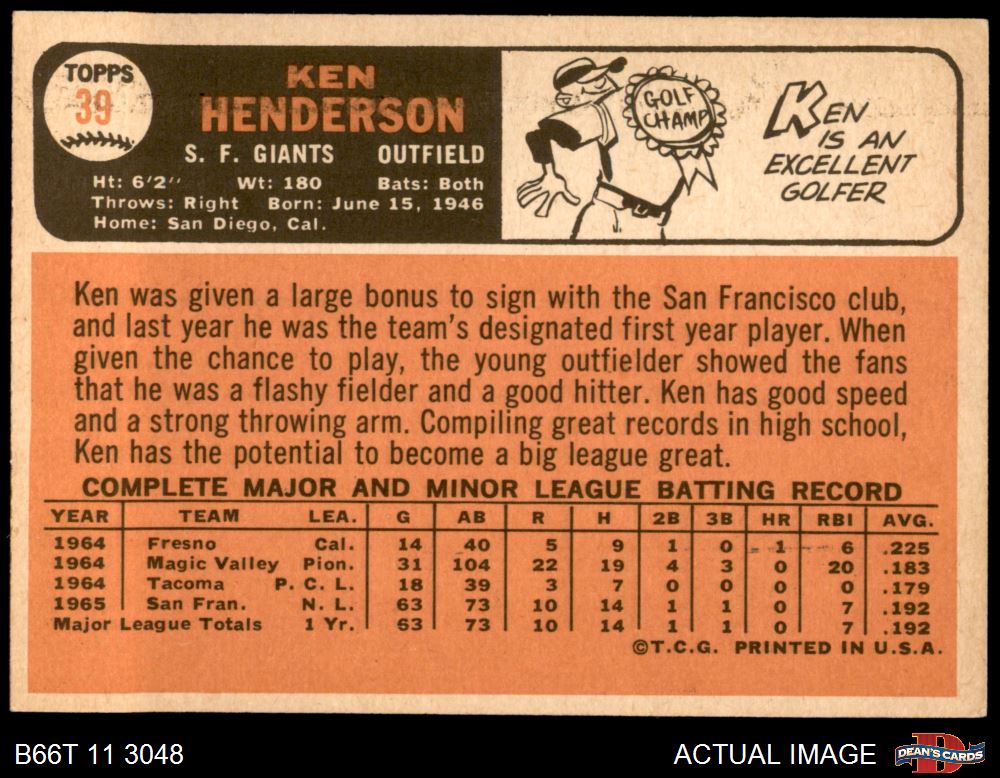 TOPPS
39
KEN
HENDERSON
S. F. GIANTS OUTFIELD
Ht: 6'2" Wt: 180 Bats: Both
Throws: Right Born: June 15, 1946
Home: San Diego, Cal.
GOLF
CHAMP
KEN
IS AN
EXCELLENT
GOLFER
Ken was given a large bonus to sign with the San Francisco club,
and last year he was the team's designated first year player. When
given the chance to play, the young outfielder showed the fans
that he was a flashy fielder and a good hitter. Ken has good speed
and a strong throwing arm. Compiling great records in high school,
Ken has the potential to become a big league great.
COMPLETE MAJOR AND MINOR LEAGUE BATTING RECORD
YEAR TEAM LEA. G AB R H 2B 3B HR RBI AVG.
1964 Fresno Cal. 14 40 5 9 1 0 1 6 .225
1964 Magic Valley Pion. 31 104 22 19 4 3 0 20 .183
1964 Tacoma P. C. L. 18 39 3 7 0 0 0 0 .179
1965 San Fran. N. L. 63 73 10 14 1 1 0 7 .192
Major League Totals 1 Yr. 63 73 10 14 1 1 0 7 .192
©T.C.G. PRINTED IN U.S.A.
B66T 11 3048
ACTUAL IMAGE
DEAN'S CARDS